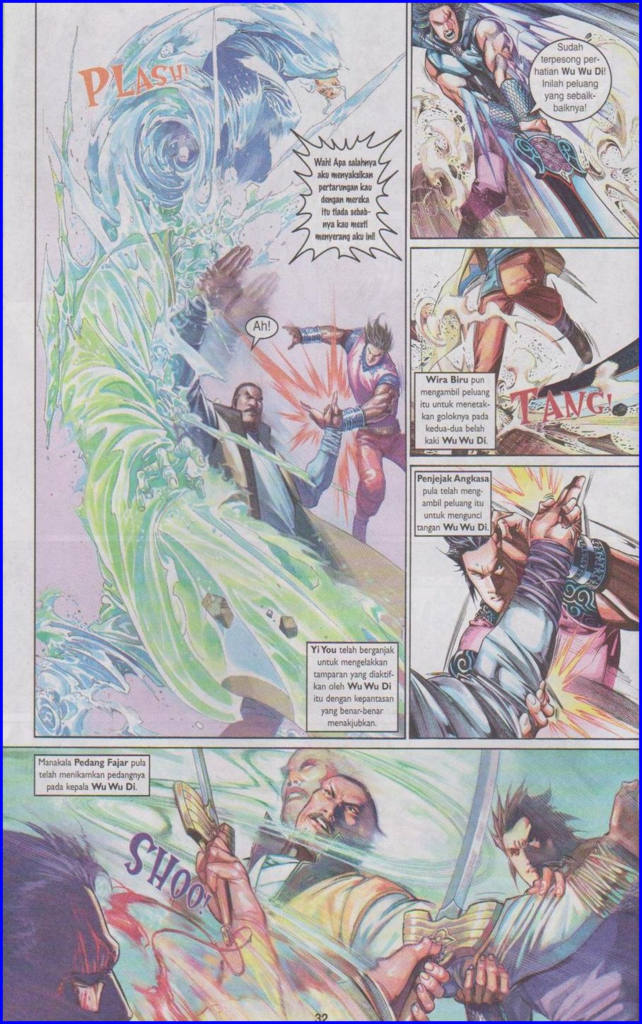 PLASH!
Wah! Apa salahnya
aku menyaksikan
pertarungan kau
dengan mereka
itu tiada sebab-
nya kau mesti
menyerang aku ini!
Ah!
Yi You telah berganjak
untuk mengelakkan
tamparan yang diaktif-
kan oleh Wu Wu Di
itu dengan kepantasan
yang benar-benar
menakjubkan.
Sudah
terpesong per-
hatian Wu Wu Di!
Inilah peluang
yang sebaik-
baiknya!
Wira Biru pun
mengambil peluang
itu untuk menetak-
kan goloknya pada
kedua-dua belah
kaki Wu Wu Di.
TANG!
Penjejak Angkasa
pula telah meng-
ambil peluang itu
untuk mengunci
tangan Wu Wu Di.
Manakala Pedang Fajar pula
telah menikamkan pedangnya
pada kepala Wu Wu Di.
SHOO!
32